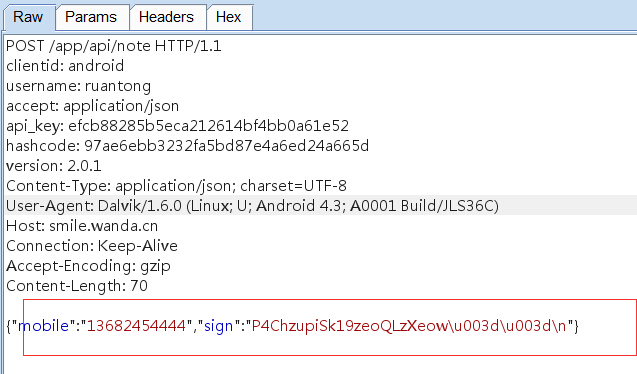 Raw Params Headers Hex
POST /app/api/note HTTP/1.1
clientid: android
username: ruantong
accept: application/json
api_key: efcb88285b5eca212614bf4bb0a61e52
hashcode: 97ae6ebb3232fa5bd87e4a6ed24a665d
version: 2.0.1
Content-Type: application/json; charset=UTF-8
User-Agent: Dalvik/1.6.0 (Linux; U; Android 4.3; A0001 Build/JLS36C)
Host: smile.wanda.cn
Connection: Keep-Alive
Accept-Encoding: gzip
Content-Length: 70
{"mobile":"13682454444","sign":"P4ChzupiSk19zeoQLzXeow\u003d\u003d\n"}